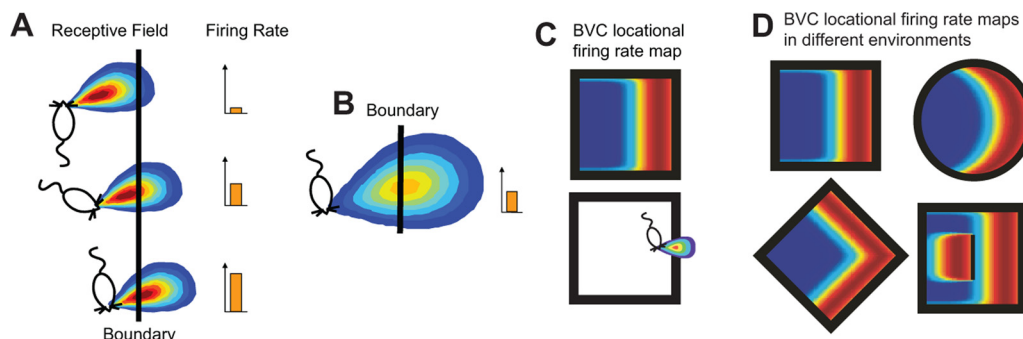 A
Receptive Field
Firing Rate
Boundary
B
Boundary
C
BVC locational
firing rate map
D
BVC locational firing rate maps
in different environments